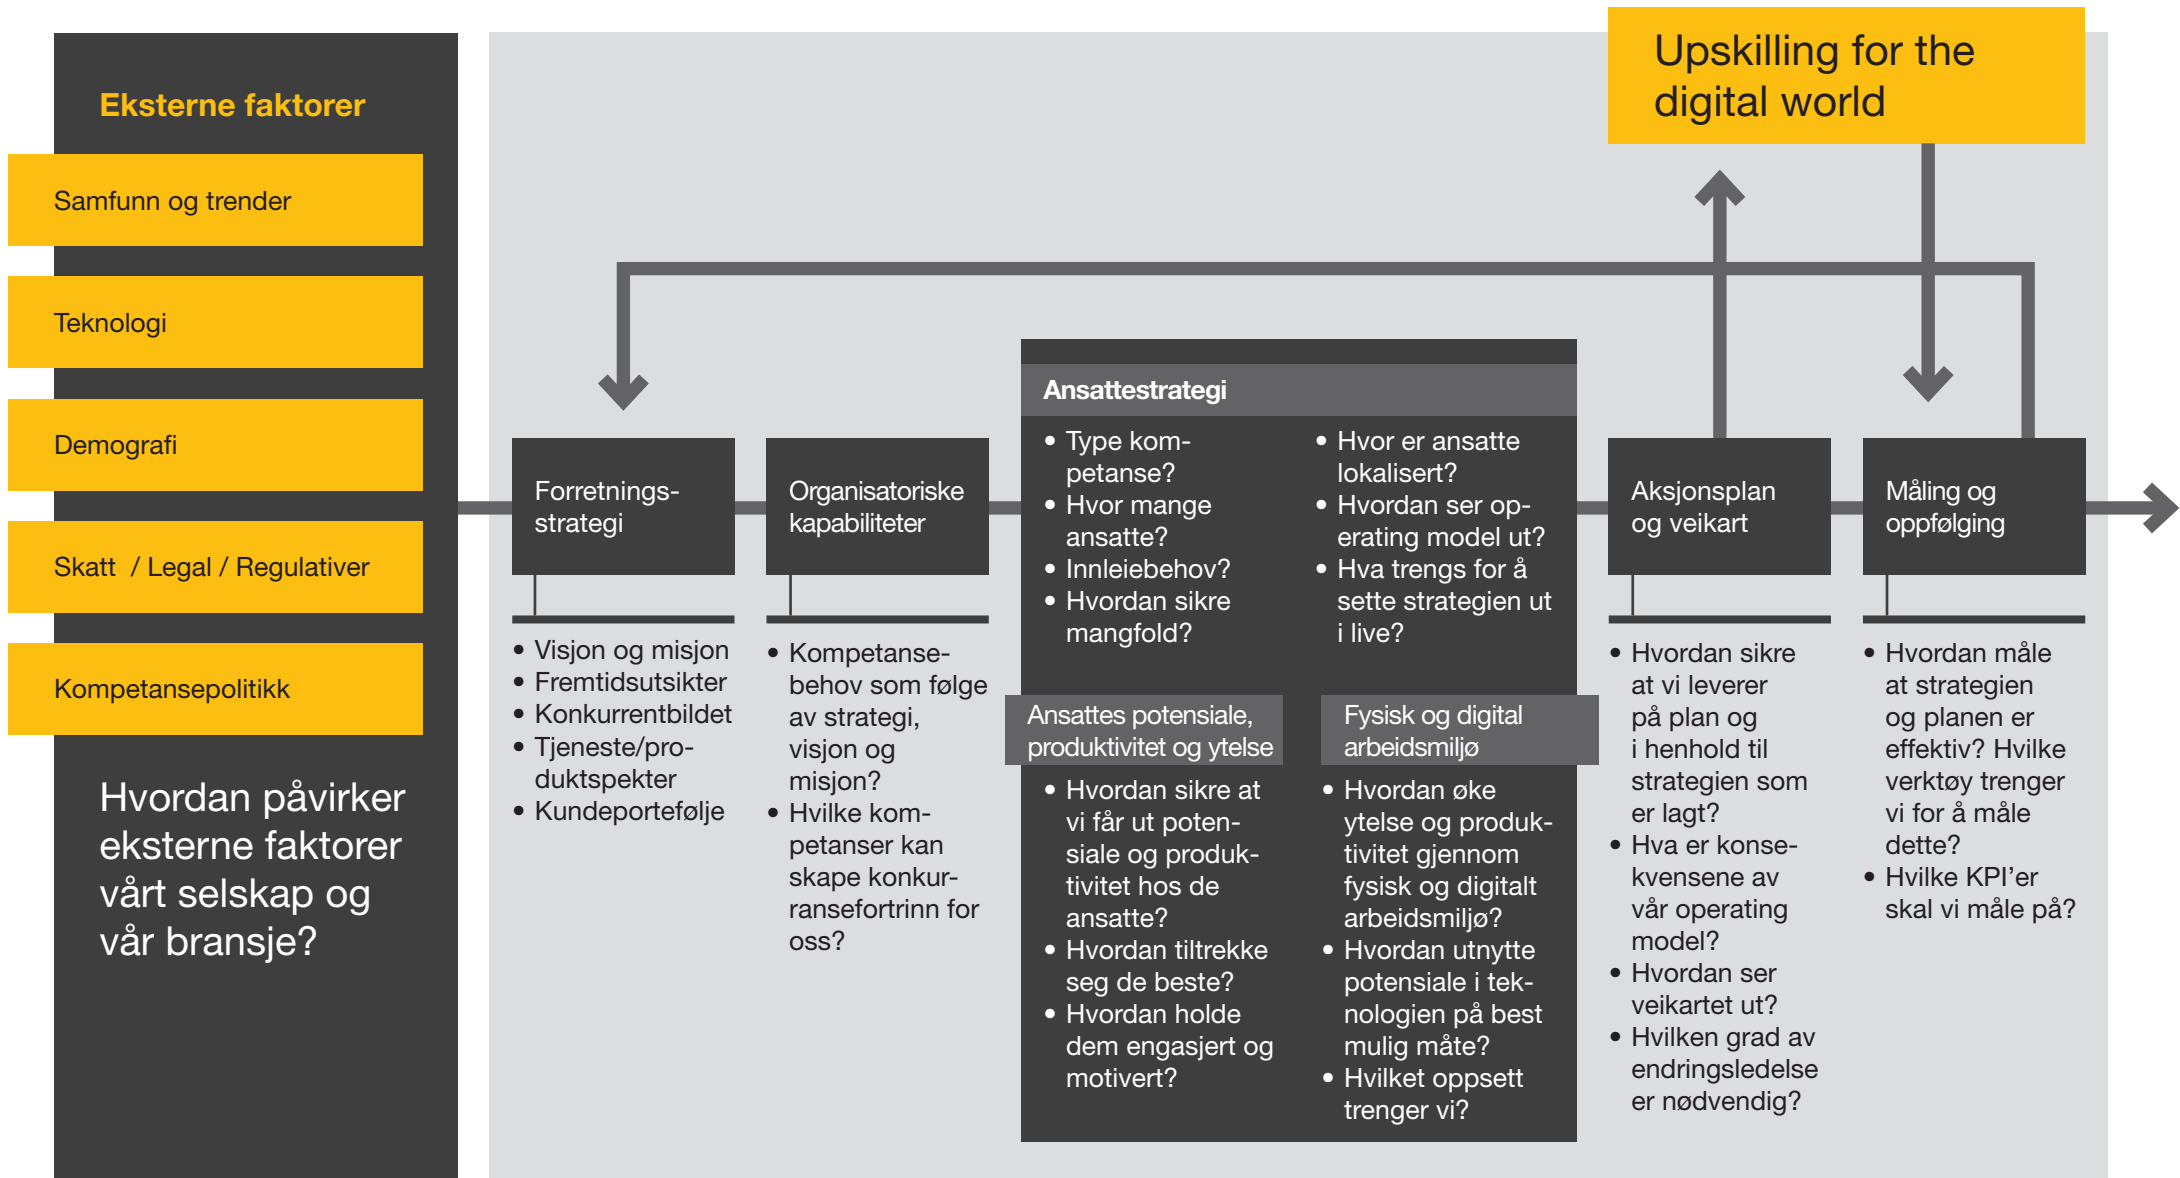 Eksterne faktorer
Samfunn og trender
Teknologi
Demografi
Skatt / Legal / Regulativer
Kompetansepolitikk
Hvordan påvirker
eksterne faktorer
vårt selskap og
vår bransje?
Upskilling for the
digital world
Forretnings-
strategi
• Visjon og misjon
• Fremtidsutsikter
• Konkurrentbildet
• Tjeneste/pro-
duktspekter
• Kundeportefølje
Organisatoriske
kapabiliteter
• Kompetanse-
behov som følge
av strategi,
visjon og
misjon?
• Hvilke kom-
petanser kan
skape konkur-
ransefortrinn for
oss?
Ansattestrategi
• Type kom-
petanse?
• Hvor mange
ansatte?
• Innleiebehov?
• Hvordan sikre
mangfold?
• Hvor er ansatte
lokalisert?
• Hvordan ser op-
erating model ut?
• Hva trengs for å
sette strategien ut
i live?
Ansattes potensiale,
produktivitet og ytelse
• Hvordan sikre at
vi får ut poten-
siale og produk-
tivitet hos de
ansatte?
• Hvordan tiltrekke
seg de beste?
• Hvordan holde
dem engasjert og
motivert?
Fysisk og digital
arbeidsmiljø
• Hvordan øke
ytelse og produk-
tivitet gjennom
fysisk og digitalt
arbeidsmiljø?
• Hvordan utnytte
potensiale i tek-
nologien på best
mulig måte?
• Hvilket oppsett
trenger vi?
Aksjonsplan
og veikart
• Hvordan sikre
at vi leverer
på plan og
i henhold til
strategien som
er lagt?
• Hva er konse-
kvensene av
vår operating
model?
• Hvordan ser
veikartet ut?
• Hvilken grad av
endringsledelse
er nødvendig?
Måling og
oppfølging
• Hvordan måle
at strategien
og planen er
effektiv? Hvilke
verktøy trenger
vi for å måle
dette?
• Hvilke KPI’er
skal vi måle på?